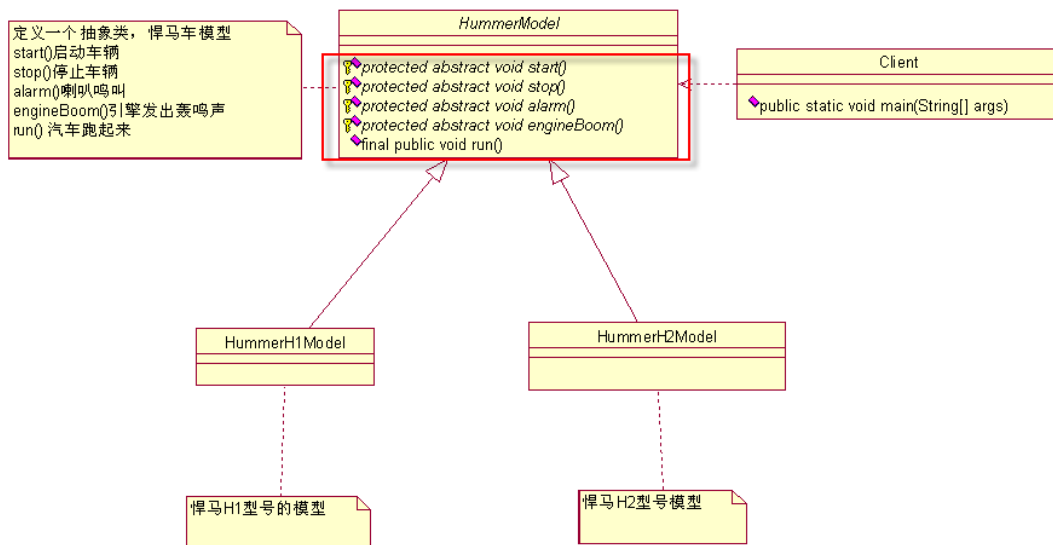 定义一个抽象类，悍马车模型
start()启动车辆
stop()停止车辆
alarm()喇叭鸣叫
engineBoom()引擎发出轰鸣声
run() 汽车跑起来
HummerModel
protected abstract void start()
protected abstract void stop()
protected abstract void alarm()
protected abstract void engineBoom()
final public void run()
Client
public static void main(String[] args)
HummerH1Model
HummerH2Model
悍马H1型号的模型
悍马H2型号模型